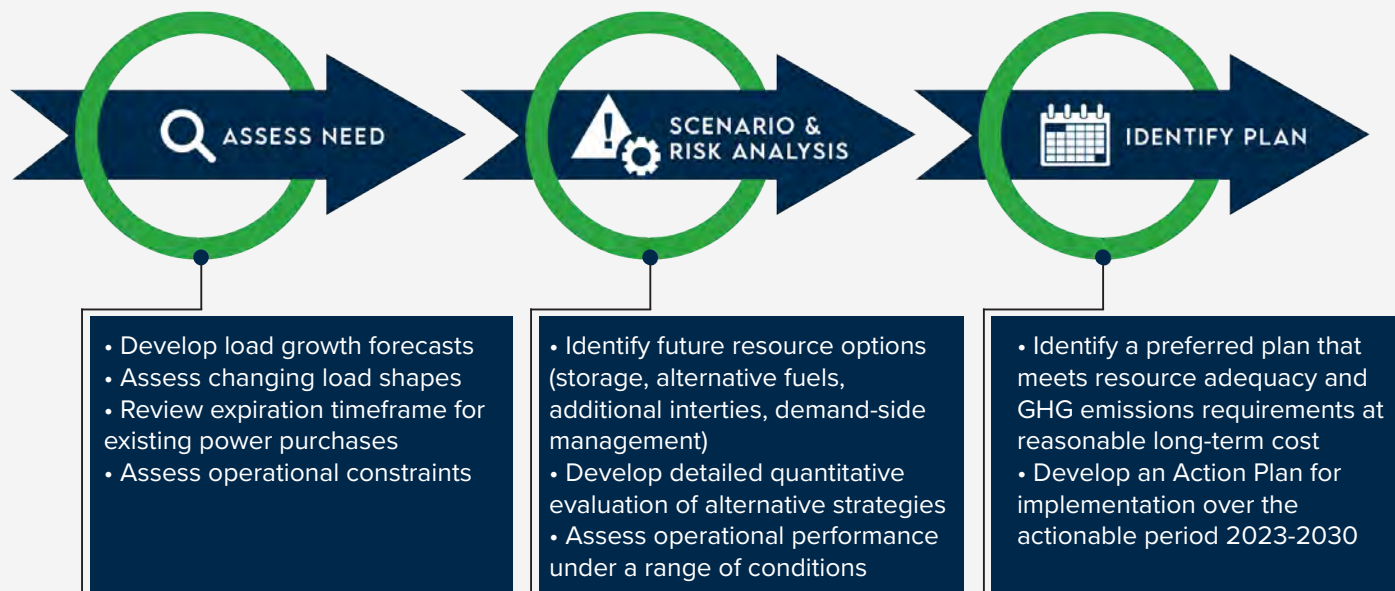 ASSESS NEED
SCENARIO &
RISK ANALYSIS
IDENTIFY PLAN
• Develop load growth forecasts
• Assess changing load shapes
• Review expiration timeframe for
existing power purchases
• Assess operational constraints
• Identify future resource options
(storage, alternative fuels,
additional interties, demand-side
management)
• Develop detailed quantitative
evaluation of alternative strategies
• Assess operational performance
under a range of conditions
• Identify a preferred plan that
meets resource adequacy and
GHG emissions requirements at
reasonable long-term cost
• Develop an Action Plan for
implementation over the
actionable period 2023-2030